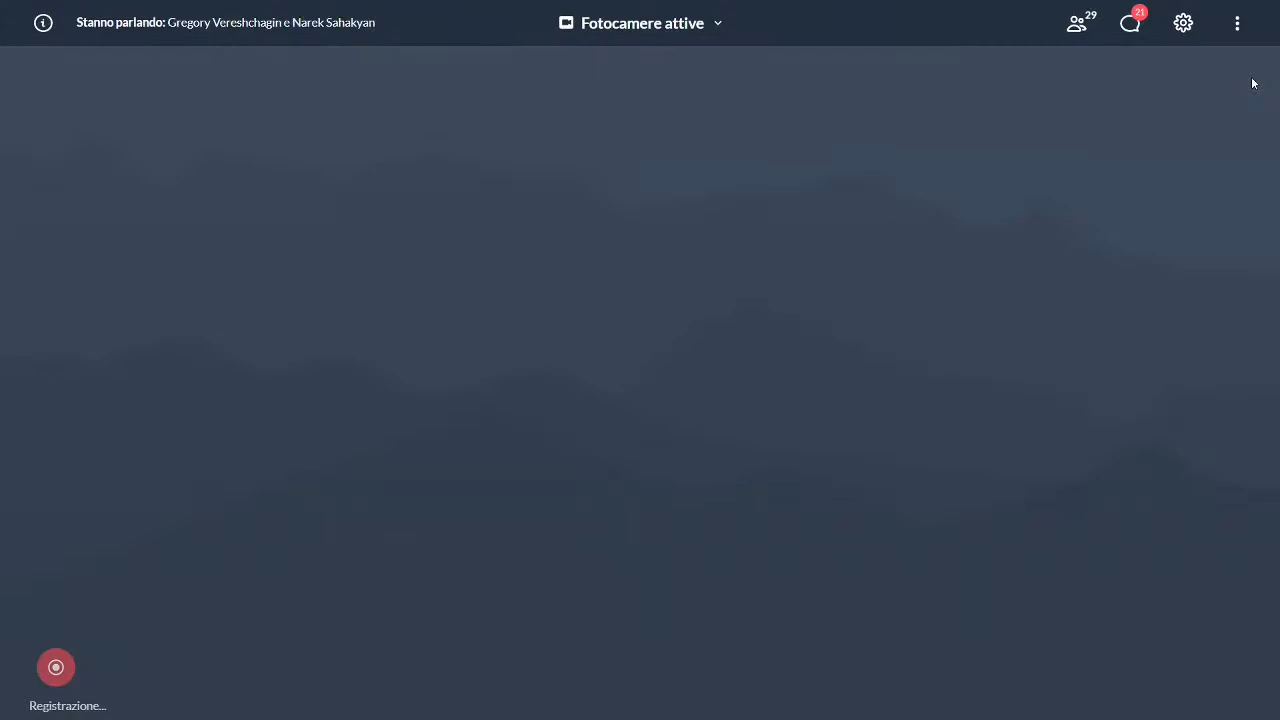 Stanno parlando: Gregory Vereshchagin e Narek Sahakyan
Fotocamere attive
29
21
Registrazione...